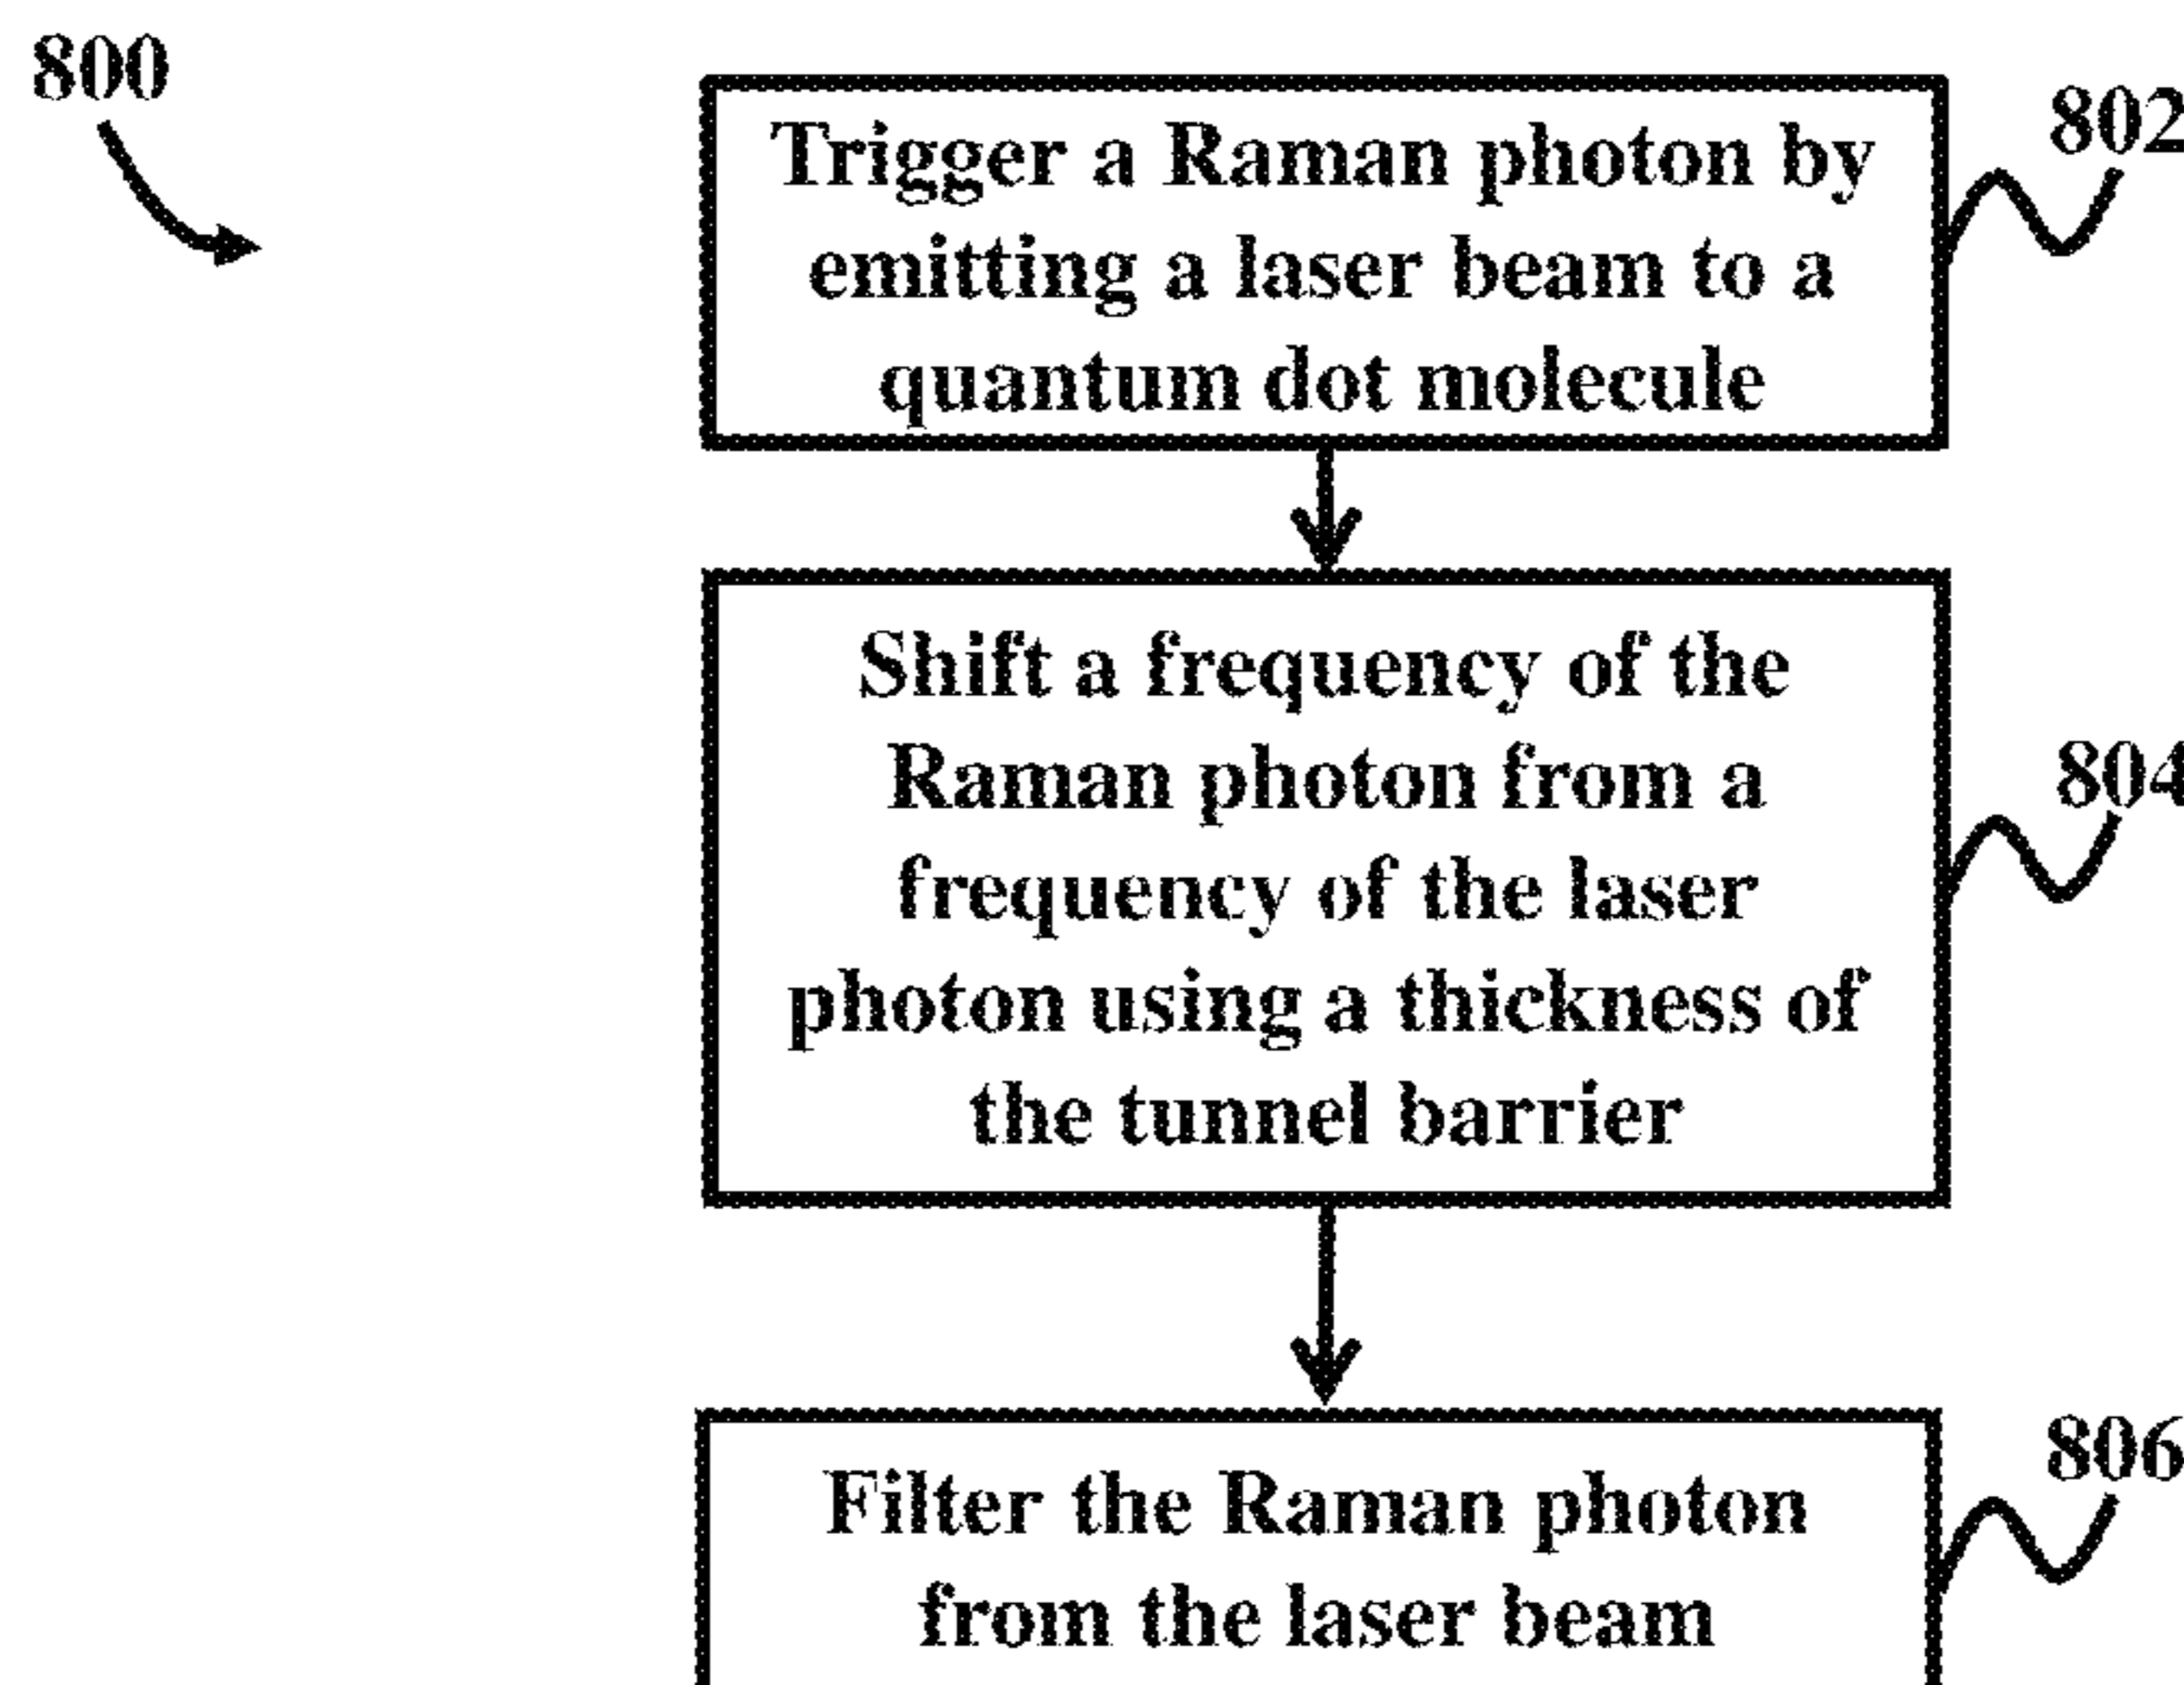 800
802
Trigger a Raman photon by
emitting a laser beam to a
quantum dot molecule
Shift a frequency of the
Raman photon from a
frequency of the laser
photon using a thickness of
the tunnel barrier
804
Filter the Raman photon
from the laser beam
806